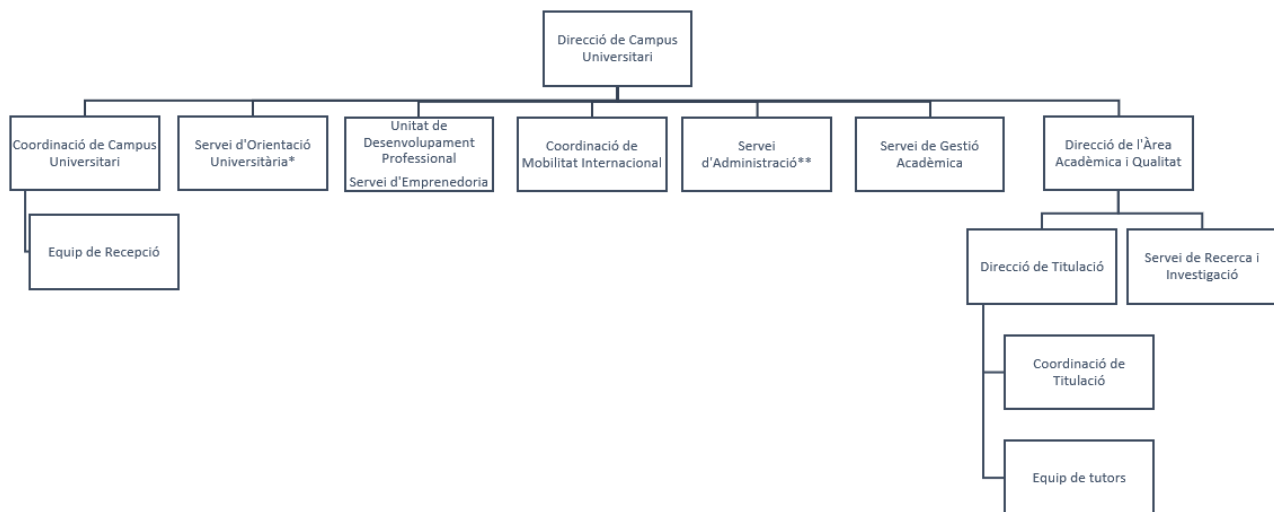 Direcció de Campus
Universitari
Coordinació de Campus
Universitari
Servei d'Orientació
Universitària*
Unitat de
Desenvolupament
Professional
Servei d'Emprenedoria
Coordinació de
Mobilitat Internacional
Servei
d'Administració**
Servei de Gestió
Acadèmica
Direcció de l'Àrea
Acadèmica i Qualitat
Equip de Recepció
Direcció de Titulació
Servei de Recerca i
Investigació
Coordinació de
Titulació
Equip de tutors